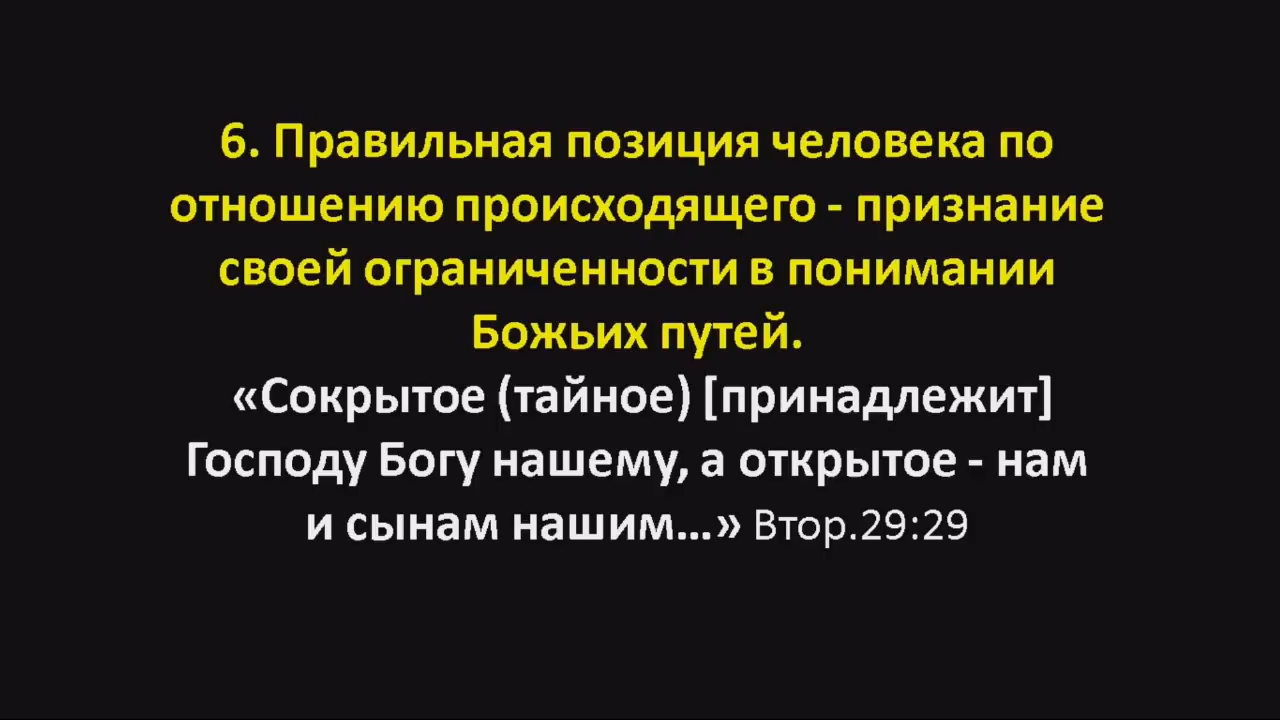 6. Правильная позиция человека по
отношению происходящего - признание
своей ограниченности в понимании
Божьих путей.
«Сокрытое (тайное) [принадлежит]
Господу Богу нашему, а открытое - нам
и сынам нашим...» Втор.29:29